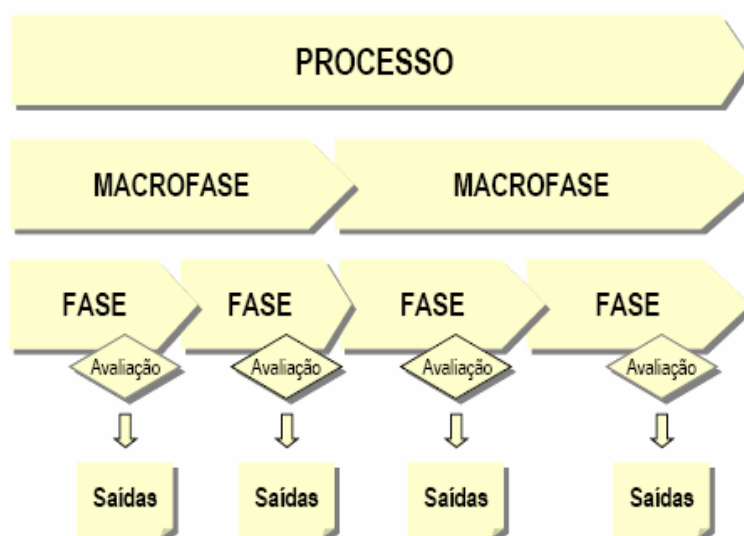 PROCESSO
MACROFASE MACROFASE
FASE FASE FASE FASE
Avaliação Avaliação Avaliação Avaliação
Saídas Saídas Saídas Saídas